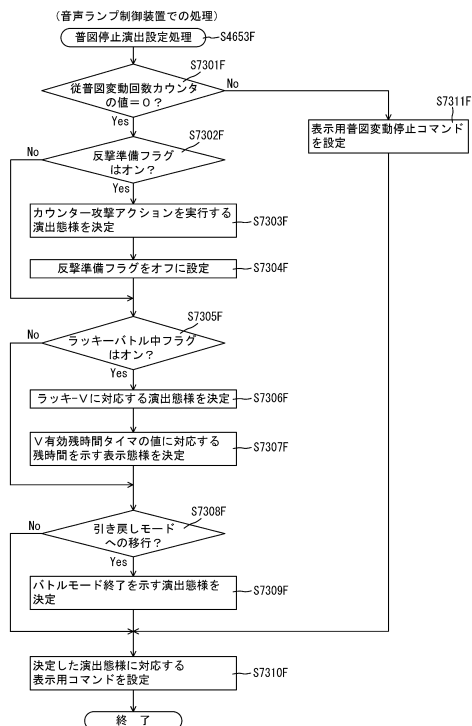 (音声ランプ制御装置での処理)
普図停止演出設定処理
S4653F
S7301F
従普図変動回数カウンタ
の値=0?
No
Yes
S7311F
表示用普図変動停止コマンド
を設定
S7302F
No
反撃準備フラグ
はオン?
Yes
カウンター攻撃アクションを実行する
演出態様を決定
S7303F
反撃準備フラグをオフに設定
S7304F
S7305F
No
ラッキーバトル中フラグ
はオン?
Yes
ラッキ-Vに対応する演出態様を決定
S7306F
V有効残時間タイマの値に対応する
残時間を示す表示態様を決定
S7307F
S7308F
No
引き戻しモード
への移行?
Yes
バトルモード終了を示す演出態様を
決定
S7309F
決定した演出態様に対応する
表示用コマンドを設定
S7310F
終 了